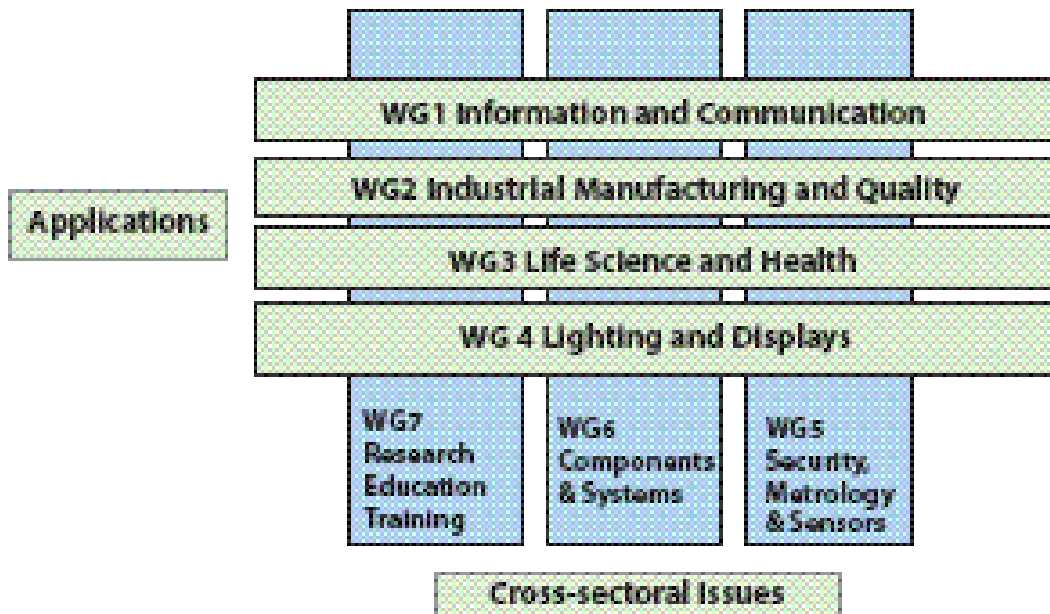 WG1 Information and Communication
WG2 Industrial Manufacturing and Quality
Applications
WG3 Life Science and Health
WG 4 Lighting and Displays
WG7
Research
Education
Training
WG6
Components
& Systems
WG5
Security,
Metrology
& Sensors
Cross-sectoral Issues